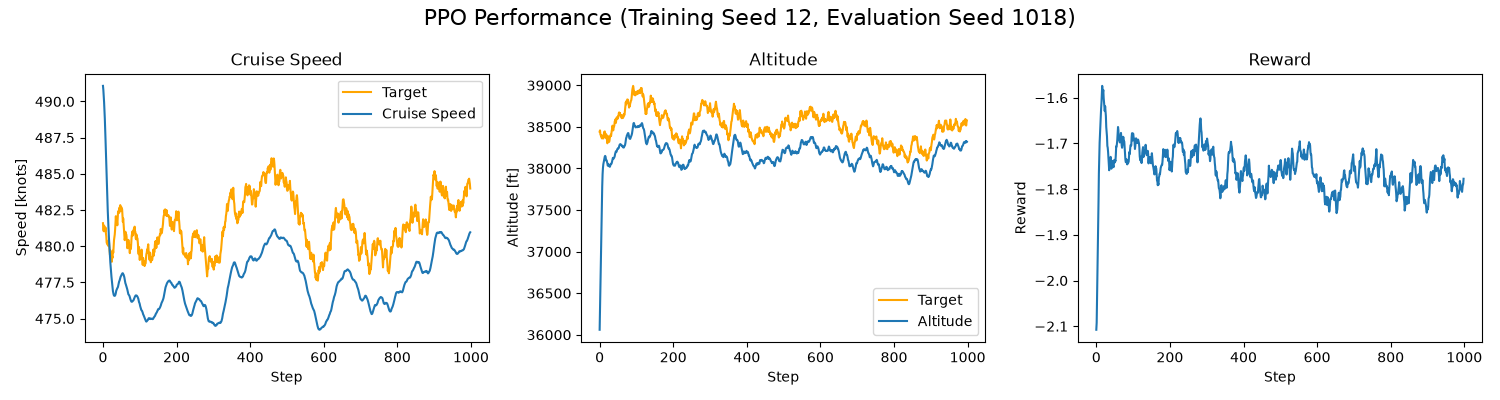 PPO Performance (Training Seed 12, Evaluation Seed 1018)
Cruise Speed
Speed [knots]
490.0
487.5
485.0
482.5
480.0
477.5
475.0
0
200
400
600
800
1000
Step
Target
Cruise Speed
Altitude
Altitude [ft]
39000
38500
38000
37500
37000
36500
36000
0
200
400
600
800
1000
Step
Target
Altitude
Reward
Reward
−1.6
−1.7
−1.8
−1.9
−2.0
−2.1
0
200
400
600
800
1000
Step